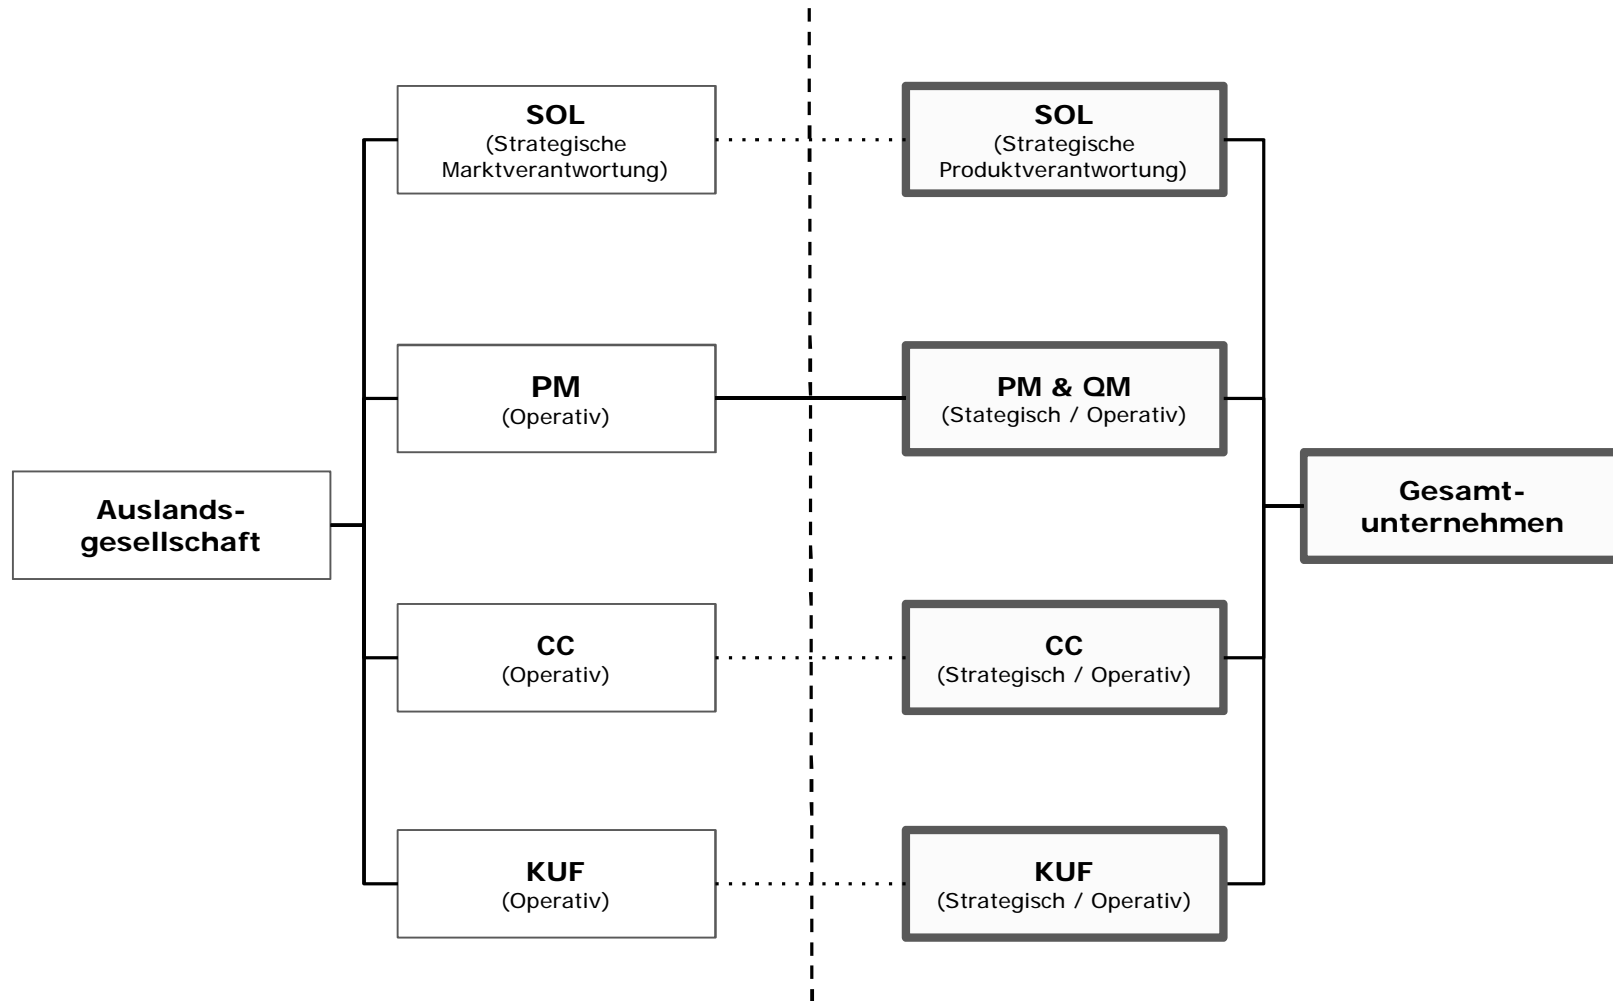 SOL
(Strategische
Marktverantwortung)
SOL
(Strategische
Produktverantwortung)
PM
(Operativ)
PM & QM
(Stategisch / Operativ)
Auslands-
gesellschaft
Gesamt-
unternehmen
CC
(Operativ)
CC
(Strategisch / Operativ)
KUF
(Operativ)
KUF
(Strategisch / Operativ)